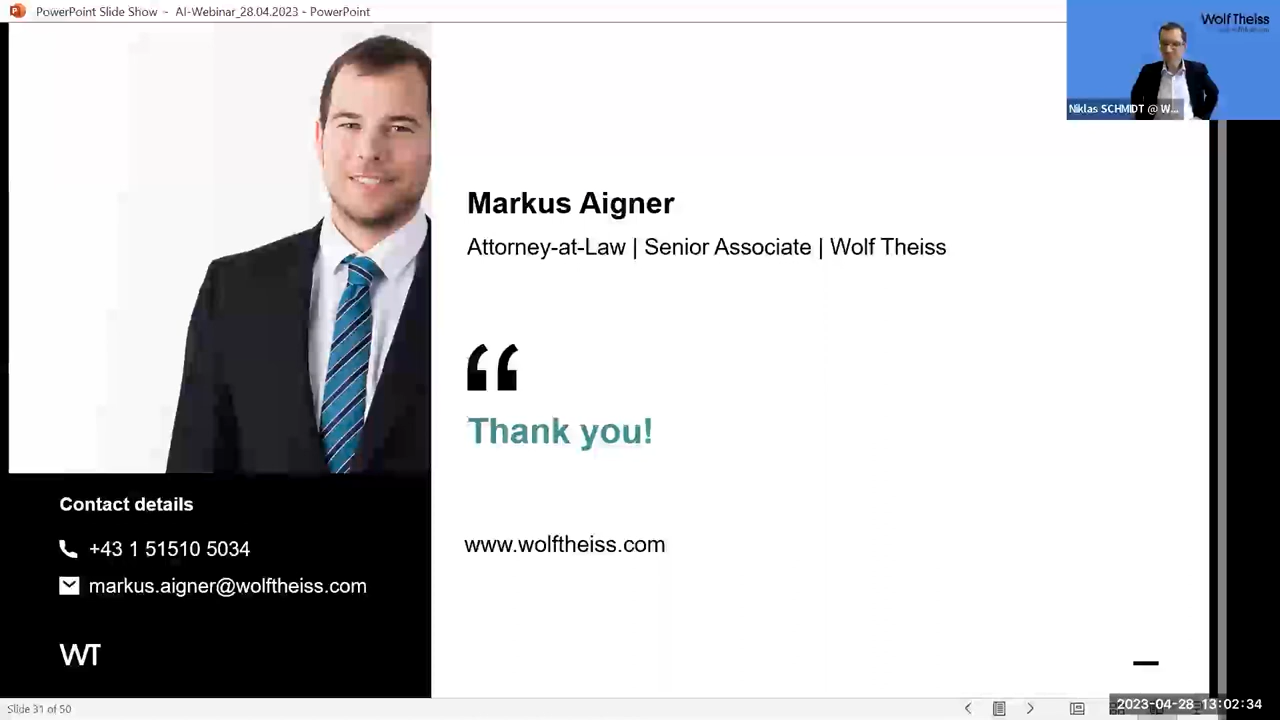 PowerPoint Slide Show - AI-Webinar_28.04.2023 - PowerPoint
Wolf Theiss
Niklas SCHMIDT @ W...
Markus Aigner
Attorney-at-Law | Senior Associate | Wolf Theiss
“
Thank you!
Contact details
+43 1 51510 5034
markus.aigner@wolftheiss.com
www.wolftheiss.com
WT
Slide 31 of 50
2023-04-28 13:02:34